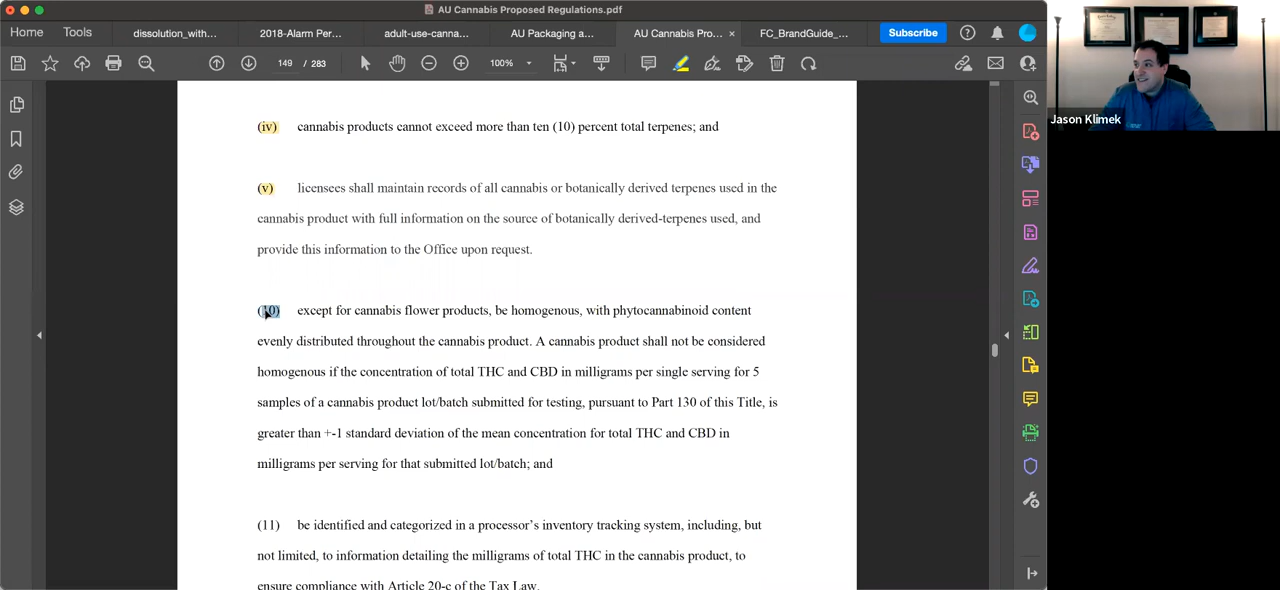 AU Cannabis Proposed Regulations.pdf
Home Tools dissolution_with... 2018-Alarm Per... adult-use-canna... AU Packaging a... AU Cannabis Pro... × FC_BrandGuide_... Subscribe
149 / 283 100%
Jason Klimek
(iv) cannabis products cannot exceed more than ten (10) percent total terpenes; and
(v) licensees shall maintain records of all cannabis or botanically derived terpenes used in the
cannabis product with full information on the source of botanically derived-terpenes used, and
provide this information to the Office upon request.
(10) except for cannabis flower products, be homogenous, with phytocannabinoid content
evenly distributed throughout the cannabis product. A cannabis product shall not be considered
homogenous if the concentration of total THC and CBD in milligrams per single serving for 5
samples of a cannabis product lot/batch submitted for testing, pursuant to Part 130 of this Title, is
greater than +-1 standard deviation of the mean concentration for total THC and CBD in
milligrams per serving for that submitted lot/batch; and
(11) be identified and categorized in a processor's inventory tracking system, including, but
not limited, to information detailing the milligrams of total THC in the cannabis product, to
ensure compliance with Article 20-c of the Tax Law.